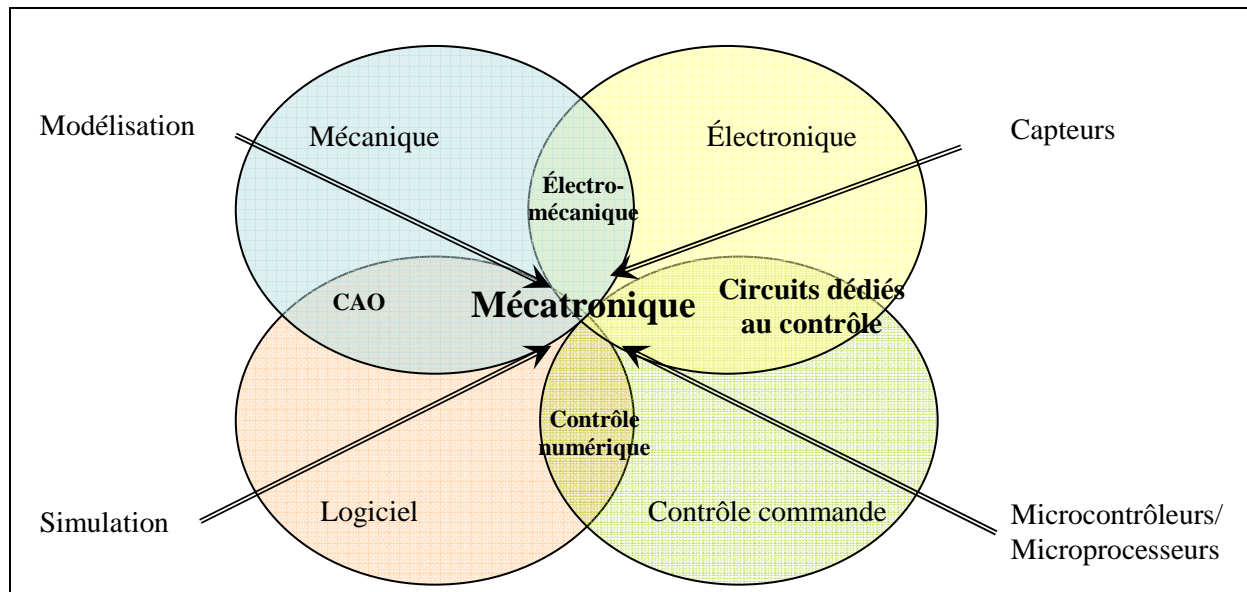 Modélisation
Mécanique
Électronique
Capteurs
Électro-
mécanique
CAO
Mécatronique
Circuits dédiés
au contrôle
Contrôle
numérique
Simulation
Logiciel
Contrôle commande
Microcontrôleurs/
Microprocesseurs